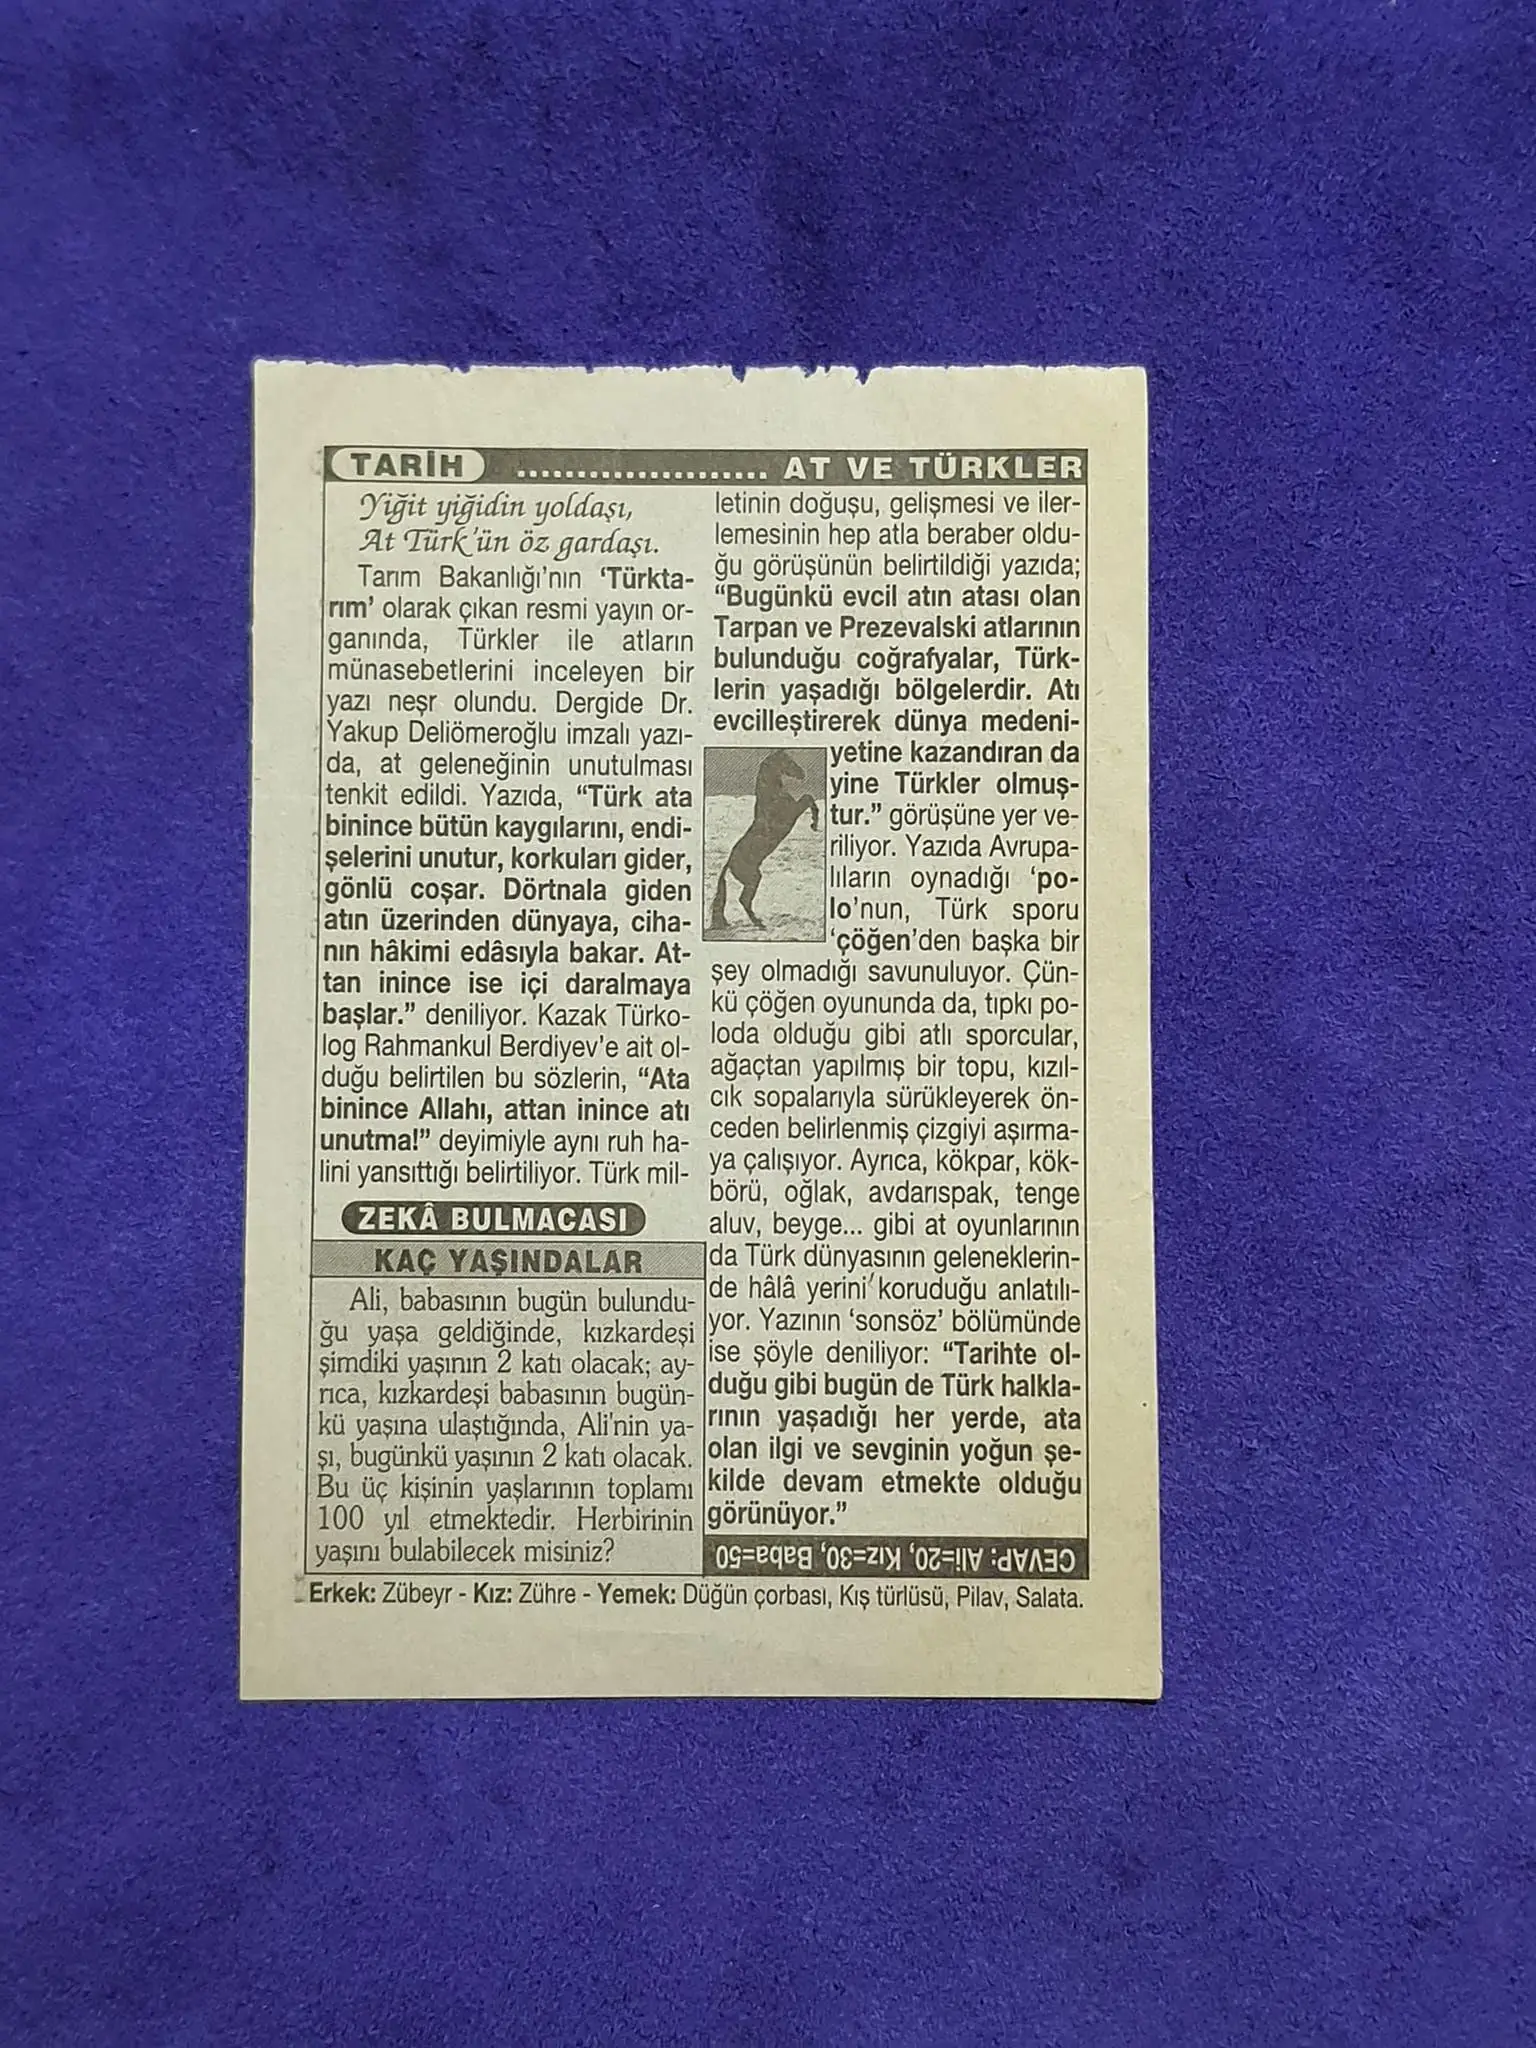 TARİH ..................... AT VE TÜRKLER
Yiğit yiğidin yoldaşı,
At Türk'ün öz gardaşı.
Tarım Bakanlığı'nın 'Türkta-
rım' olarak çıkan resmi yayın or-
ganında, Türkler ile atların
münasebetlerini inceleyen bir
yazı neşr olundu. Dergide Dr.
Yakup Deliömeroğlu imzalı yazı-
da, at geleneğinin unutulması
tenkit edildi. Yazıda, “Türk ata
binince bütün kaygılarını, endi-
şelerini unutur, korkuları gider,
gönlü coşar. Dörtnala giden
atın üzerinden dünyaya, ciha-
nın hâkimi edâsıyla bakar. At-
tan inince ise içi daralmaya
başlar.” deniliyor. Kazak Türko-
log Rahmankul Berdiyev'e ait ol-
duğu belirtilen bu sözlerin, “Ata
binince Allahı, attan inince atı
unutma!” deyimiyle aynı ruh ha-
lini yansıttığı belirtiliyor. Türk mil-
letinin doğuşu, gelişmesi ve iler-
lemesinin hep atla beraber oldu-
ğu görüşünün belirtildiği yazıda;
“Bugünkü evcil atın atası olan
Tarpan ve Prezevalski atlarının
bulunduğu coğrafyalar, Türk-
lerin yaşadığı bölgelerdir. Atı
evcilleştirerek dünya medeni-
yetine kazandıran da
yine Türkler olmuş-
tur.” görüşüne yer ve-
riliyor. Yazıda Avrupa-
lıların oynadığı 'po-
lo'nun, Türk sporu
'çöğen'den başka bir
şey olmadığı savunuluyor. Çün-
kü çöğen oyununda da, tıpkı po-
loda olduğu gibi atlı sporcular,
ağaçtan yapılmış bir topu, kızıl-
cık sopalarıyla sürükleyerek ön-
ceden belirlenmiş çizgiyi aşırma-
ya çalışıyor. Ayrıca, kökpar, kök-
börü, oğlak, avdarıspak, tenge
aluv, beyge... gibi at oyunlarının
da Türk dünyasının geleneklerin-
de hâlâ yerini koruduğu anlatılı-
yor. Yazının 'sonsöz' bölümünde
ise şöyle deniliyor: “Tarihte ol-
duğu gibi bugün de Türk halkla-
rının yaşadığı her yerde, ata
olan ilgi ve sevginin yoğun şe-
kilde devam etmekte olduğu
görünüyor.”
ZEKÂ BULMACASI
KAÇ YAŞINDALAR
Ali, babasının bugün bulundu-
ğu yaşa geldiğinde, kızkardeşi
şimdiki yaşının 2 katı olacak; ay-
rıca, kızkardeşi babasının bugün-
kü yaşına ulaştığında, Ali'nin ya-
şı, bugünkü yaşının 2 katı olacak.
Bu üç kişinin yaşlarının toplamı
100 yıl etmektedir. Herbirinin
yaşını bulabilecek misiniz?
CEVAP: Ali=20, Kız=30, Baba=50
Erkek: Zübeyr - Kız: Zühre - Yemek: Düğün çorbası, Kış türlüsü, Pilav, Salata.